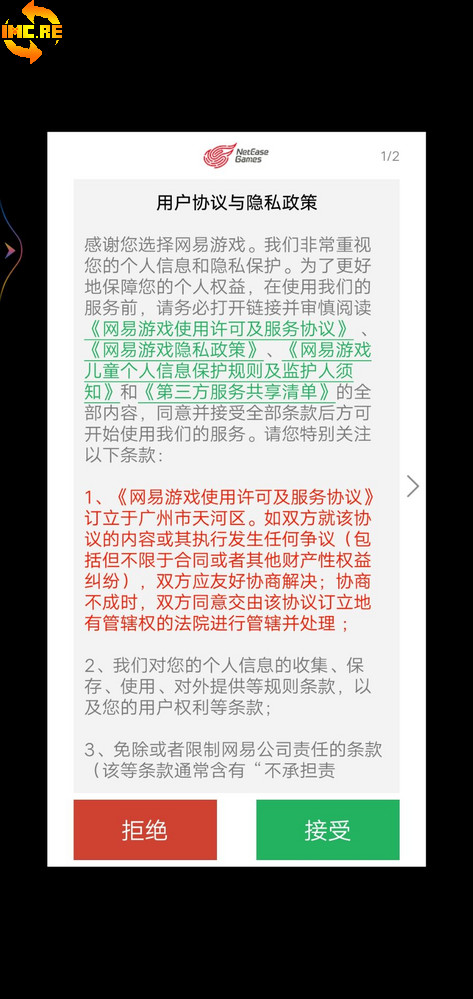 IMC.RE
NetEase
Games
1/2
用户协议与隐私政策
感谢您选择网易游戏。我们非常重视
您的个人信息和隐私保护。为了更好
地保障您的个人权益，在使用我们的
服务前，请务必打开链接并审慎阅读
《网易游戏使用许可及服务协议》、
《网易游戏隐私政策》、《网易游戏
儿童个人信息保护规则及监护人须
知》和《第三方服务共享清单》的全
部内容，同意并接受全部条款后方可
开始使用我们的服务。请您特别关注
以下条款：
1、《网易游戏使用许可及服务协议》
订立于广州市天河区。如双方就该协
议的内容或其执行发生任何争议（包
括但不限于合同或者其他财产性权益
纠纷），双方应友好协商解决；协商
不成时，双方同意交由该协议订立地
有管辖权的法院进行管辖并处理；
2、我们对您的个人信息的收集、保
存、使用、对外提供等规则条款，以
及您的用户权利等条款；
3、免除或者限制网易公司责任的条款
（该等条款通常含有“不承担责
拒绝
接受